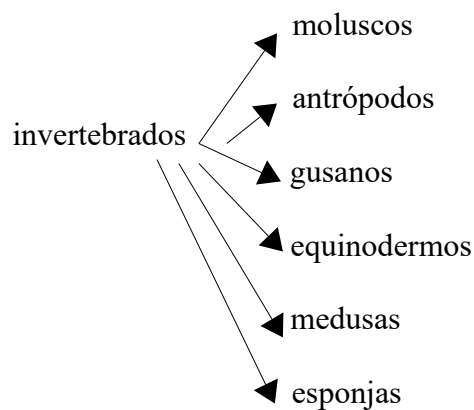 moluscos
antrópodos
invertebrados
gusanos
equinodermos
medusas
esponjas